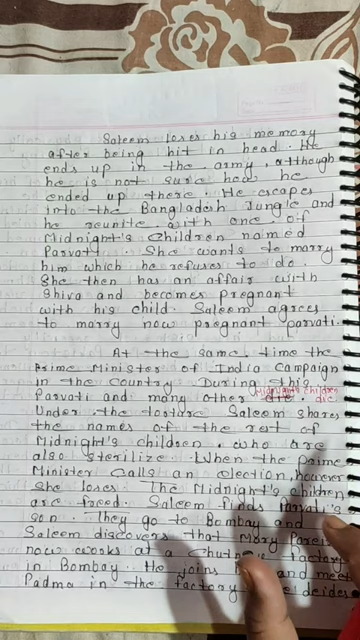 Saleem loses his memory
after being hit in head. He
ends up in the army, although
he is not sure how he
ended up there. He escapes
into the Bangladesh Jungle and
he reunite with once of
Midnight's Children named
Parvati. She wants to marry
him which he refuses to do.
She then has an affair with
Shiva and becomes pregnant
with his child. Saleem agrees
to marry now pregnant parvati.
At the same time the
Prime Minister of India campaign
in the country. During this
Midnight's children
Parvati and many other die
Under the torture Saleem shares
the names of the rest of
Midnight's children. who are
also sterilize. When the prime
Minister calls an election, however
She loses. The Midnight's children
are freed. Saleem finds Parvati's
son. They go to Bombay and
Saleem discovers that Mary
now works at a Chutney factory
in Bombay. He joins and meet
Padma in the factory